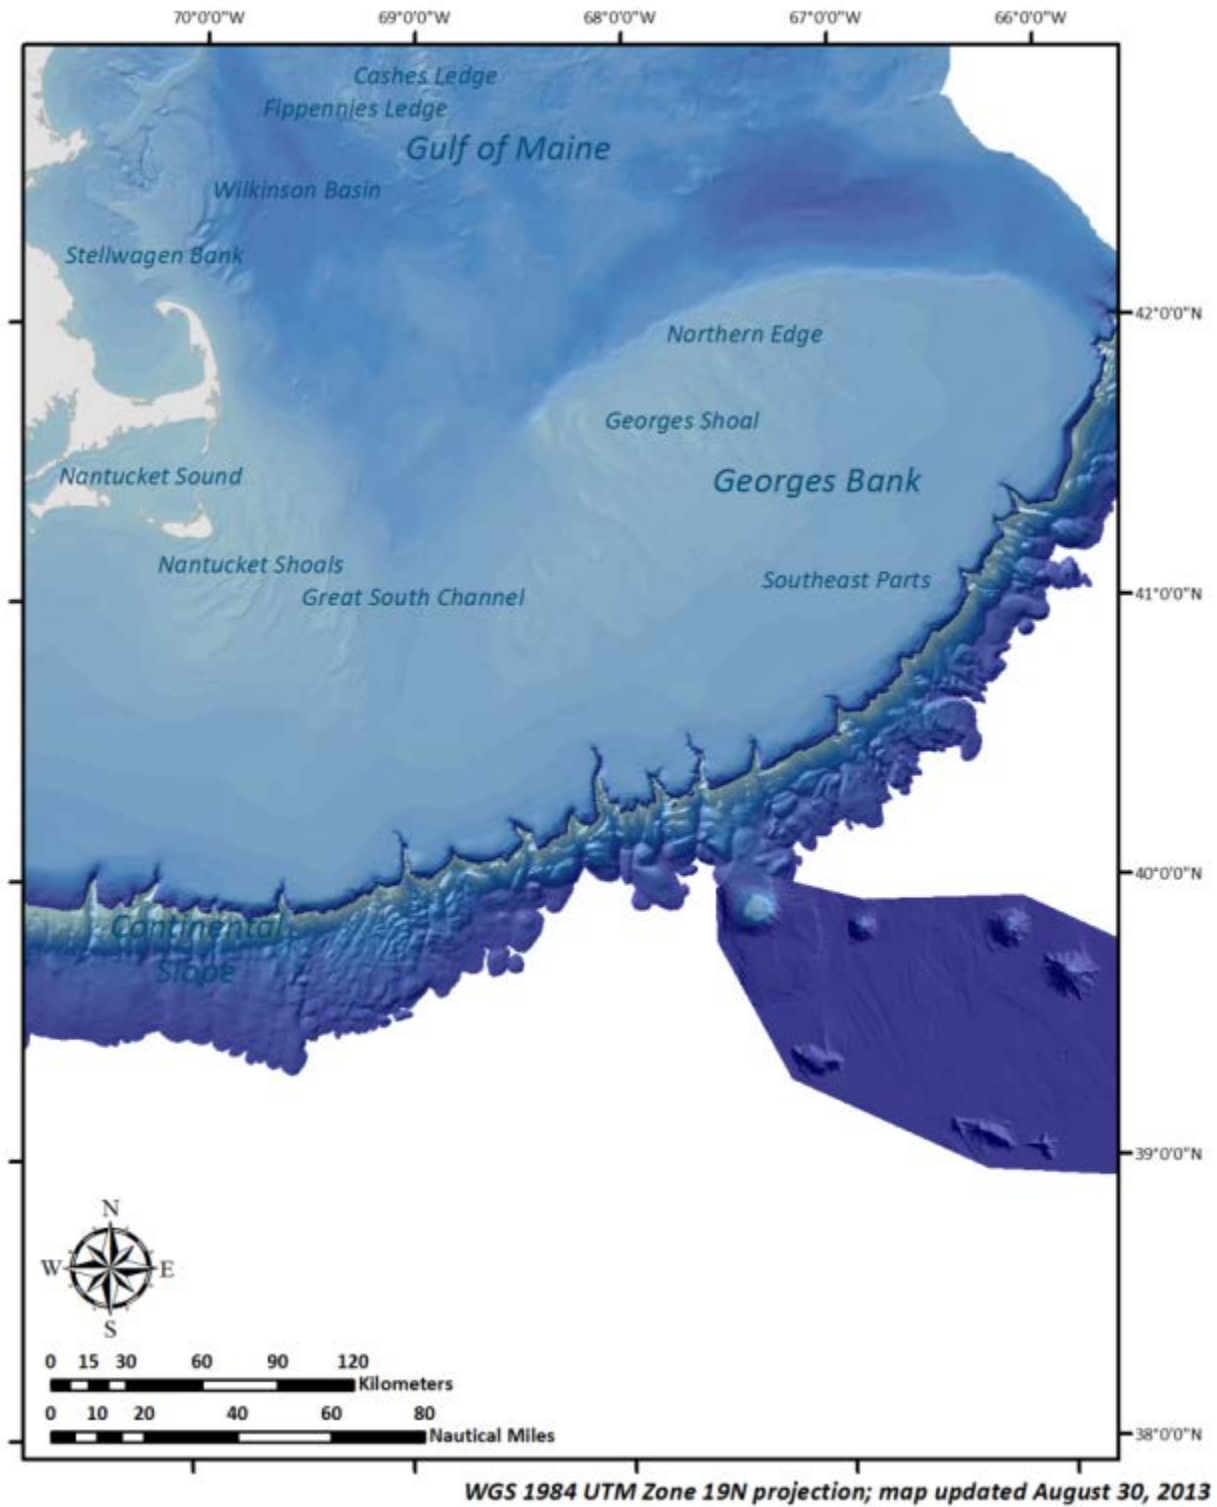 70°0'0"W 69°0'0"W 68°0'0"W 67°0'0"W 66°0'0"W
Cashes Ledge
Fippennies Ledge
Gulf of Maine
Wilkinson Basin
Stellwagen Bank
42°0'0"N
Northern Edge
Georges Shoal
Nantucket Sound
Georges Bank
Nantucket Shoals
Southeast Parts
Great South Channel
41°0'0"N
40°0'0"N
Continental
Slope
39°0'0"N
N
W E
S
0 15 30 60 90 120
Kilometers
0 10 20 40 60 80
Nautical Miles
38°0'0"N
WGS 1984 UTM Zone 19N projection; map updated August 30, 2013